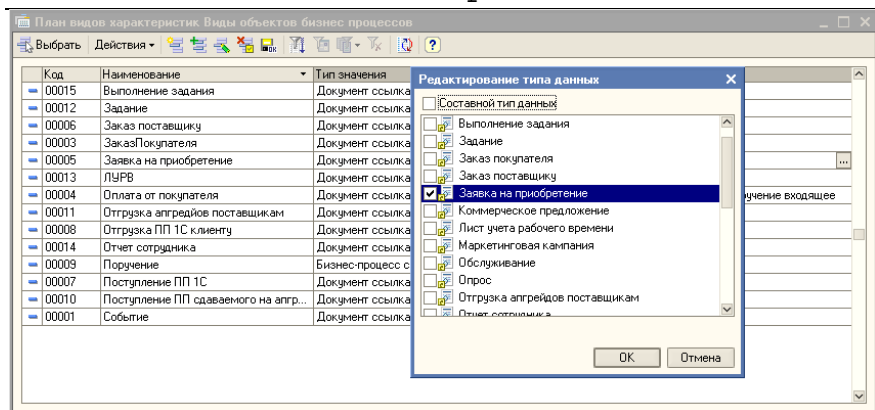 План видов характеристик Виды объектов бизнес процессов
Выбрать Действия
Код Наименование Тип значения
00015 Выполнение задания Документ ссылка
00012 Задание Документ ссылка
00006 Заказ поставщику Документ ссылка
00003 ЗаказПокупателя Документ ссылка
00005 Заявка на приобретение Документ ссылка ...
00013 ЛУРВ Документ ссылка
00004 Оплата от покупателя Документ ссылка учение входящее
00011 Отгрузка апгредйов поставщикам Документ ссылка
00008 Отгрузка ПП 1С клиенту Документ ссылка
00014 Отчет сотрудника Документ ссылка
00009 Поручение Бизнес-процесс с
00007 Поступление ПП 1С Документ ссылка
00010 Поступление ПП сдаваемого на апгр... Документ ссылка
00001 Событие Документ ссылка
Редактирование типа данных
Составной тип данных
Выполнение задания
Задание
Заказ покупателя
Заказ поставщику
Заявка на приобретение
Коммерческое предложение
Лист учета рабочего времени
Маркетинговая кампания
Обслуживание
Опрос
Отгрузка апгрейдов поставщикам
Отчет сотрудника
OK Отмена